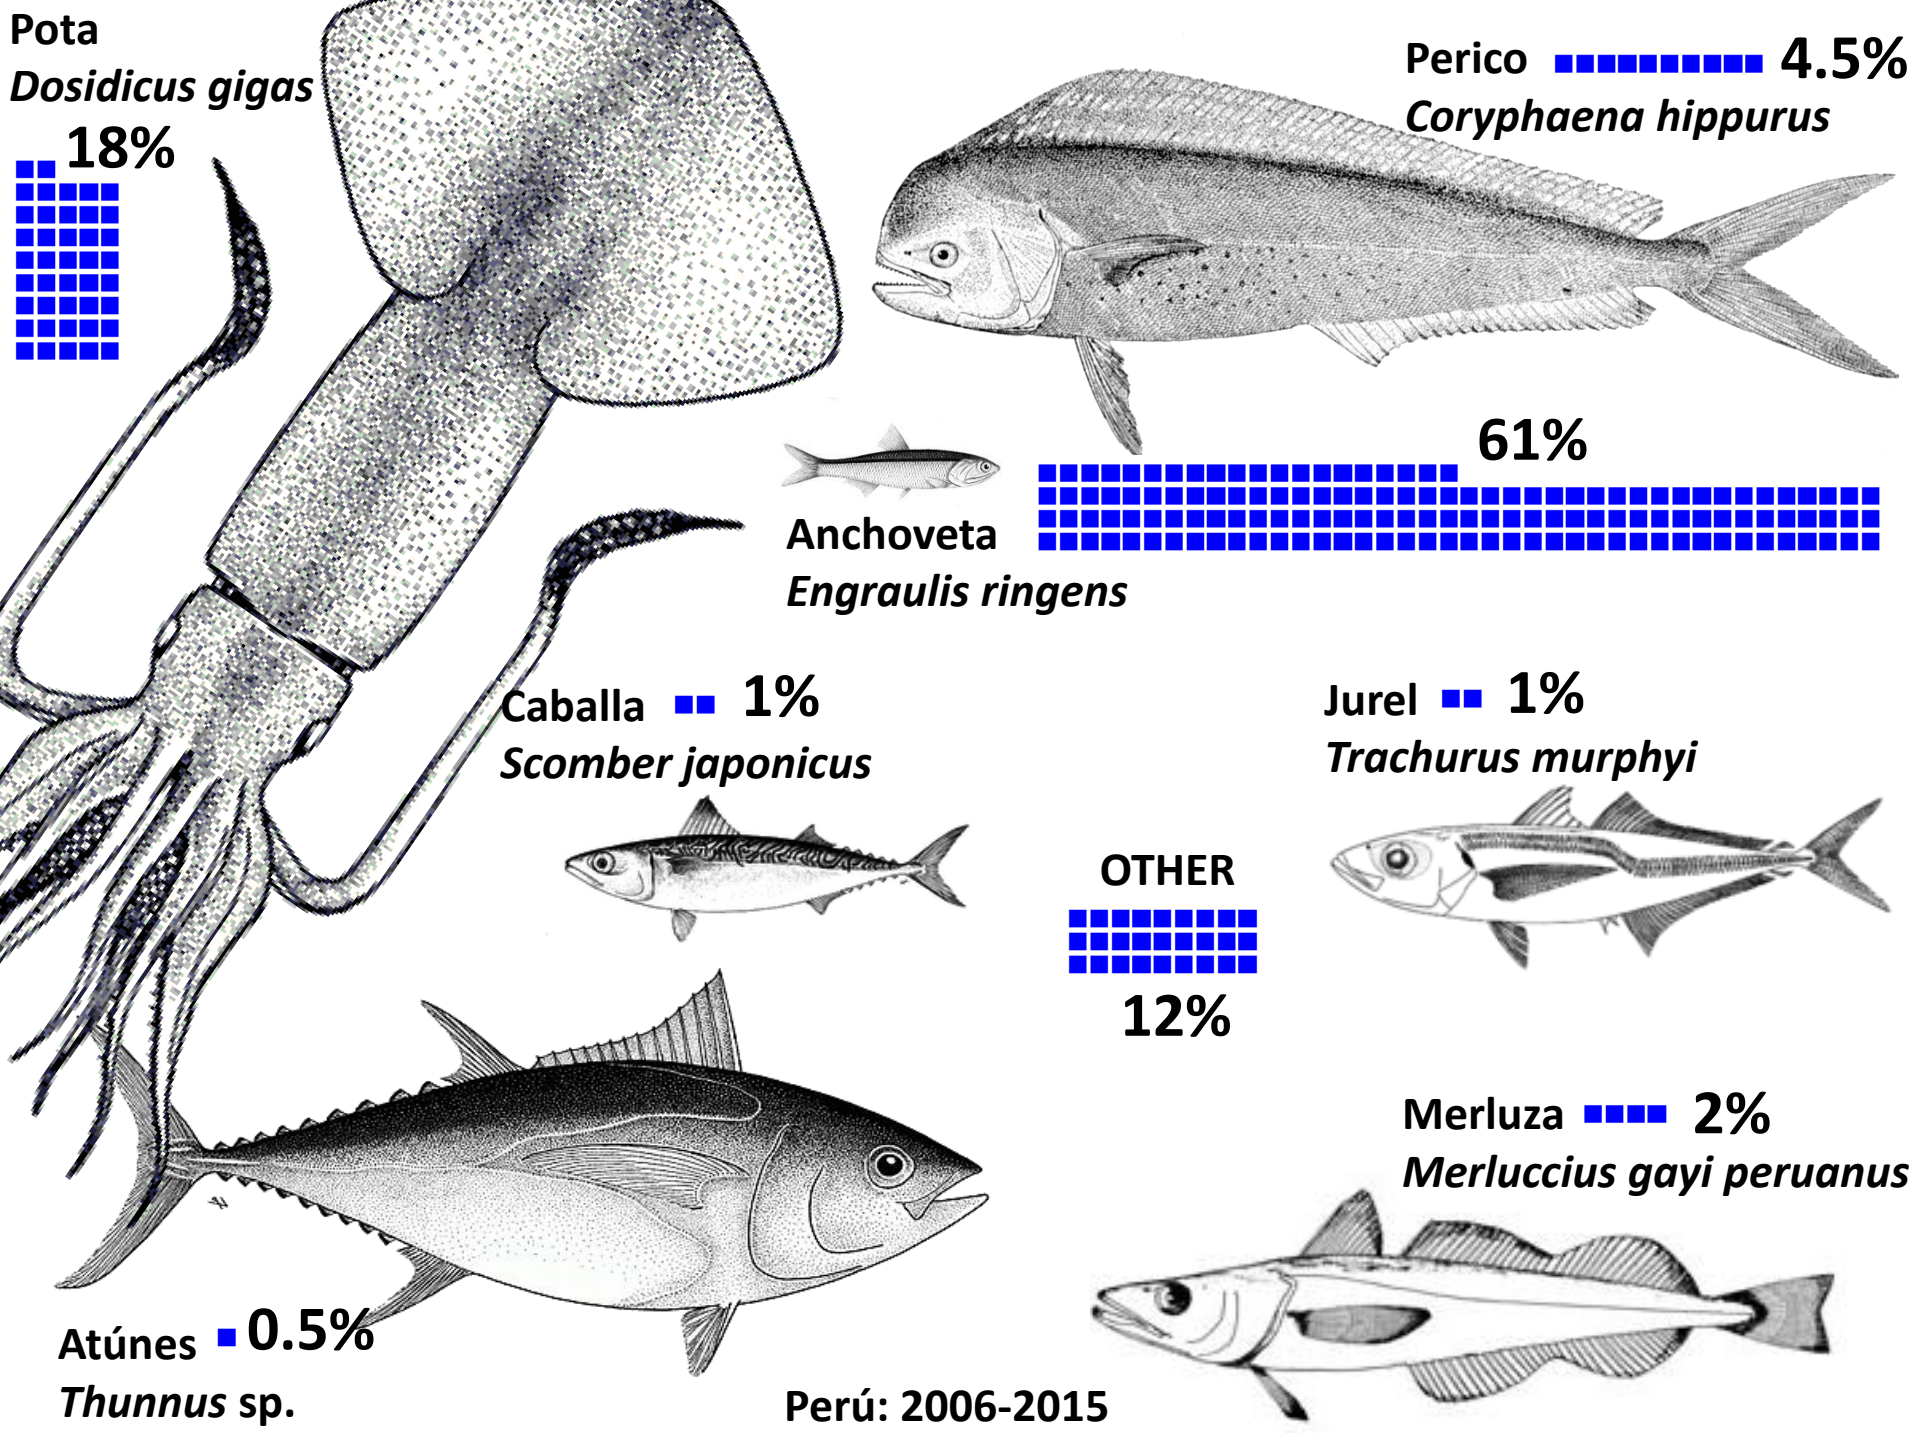 Pota
Dosidicus gigas
18%
Perico 4.5%
Coryphaena hippurus
61%
Anchoveta
Engraulis ringens
Caballa 1%
Scomber japonicus
Jurel 1%
Trachurus murphyi
OTHER
12%
Merluza 2%
Merluccius gayi peruanus
Atúnes 0.5%
Thunnus sp.
Perú: 2006-2015